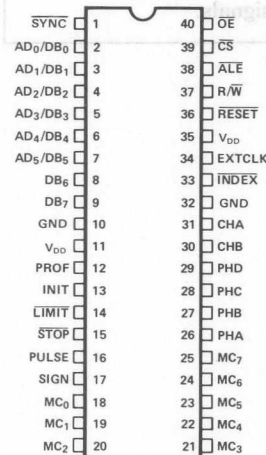 ignals
SYNC 1 40 OE
AD0/DB0 2 39 CS
AD1/DB1 3 38 ALE
AD2/DB2 4 37 R/W
AD3/DB3 5 36 RESET
AD4/DB4 6 35 VDD
AD5/DB5 7 34 EXTCLK
DB6 8 33 INDEX
DB7 9 32 GND
GND 10 31 CHA
VDD 11 30 CHB
PROF 12 29 PHD
INIT 13 28 PHC
LIMIT 14 27 PHB
STOP 15 26 PHA
PULSE 16 25 MC7
SIGN 17 24 MC6
MC0 18 23 MC5
MC1 19 22 MC4
MC2 20 21 MC3